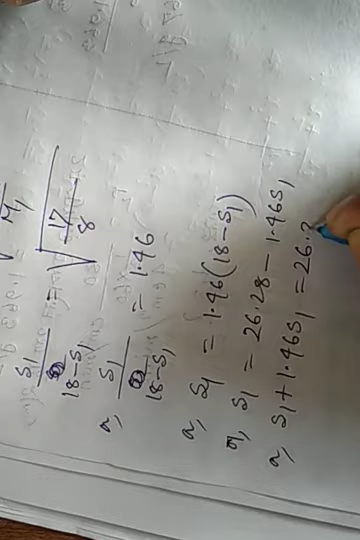 S₁/(18-S₁) = √(17/8)
a, S₁/(18-S₁) = 1.46
a, S₁ = 1.46(18-S₁)
a, S₁ = 26.28 - 1.46S₁
a, S₁ + 1.46S₁ = 26.2